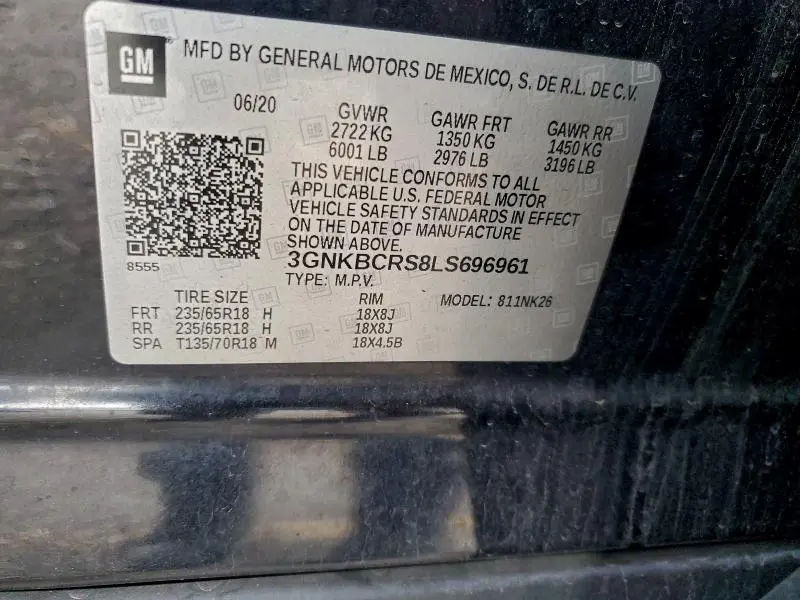 GM
MFD BY GENERAL MOTORS DE MEXICO, S. DE R.L. DE C.V.
06/20
GVWR GAWR FRT GAWR RR
2722 KG 1350 KG 1450 KG
6001 LB 2976 LB 3196 LB
THIS VEHICLE CONFORMS TO ALL
APPLICABLE U.S. FEDERAL MOTOR
VEHICLE SAFETY STANDARDS IN EFFECT
ON THE DATE OF MANUFACTURE
SHOWN ABOVE.
8555
3GNKBCRS8LS696961
TYPE: M.P.V.
TIRE SIZE RIM MODEL: 811NK26
FRT 235/65R18 H 18X8J
RR 235/65R18 H 18X8J
SPA T135/70R18 M 18X4.5B